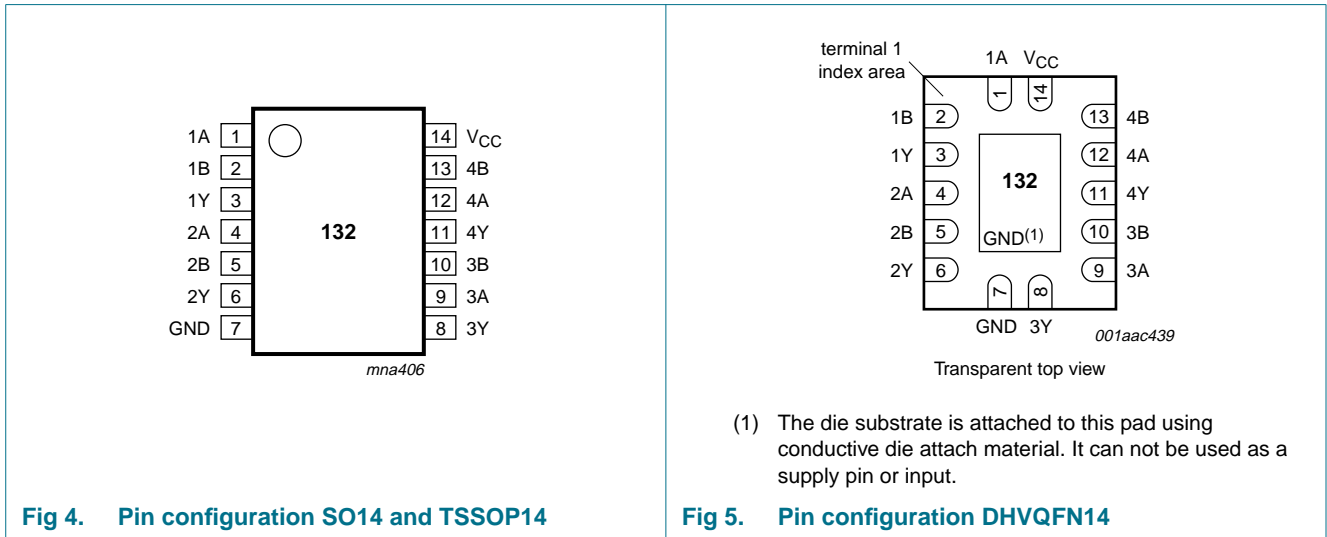 1A 1 14 VCC
1B 2 13 4B
1Y 3 12 4A
2A 4 132 11 4Y
2B 5 10 3B
2Y 6 9 3A
GND 7 8 3Y
mna406
Fig 4. Pin configuration SO14 and TSSOP14
terminal 1
index area
1A VCC
1 14
1B 2 13 4B
1Y 3 12 4A
132
2A 4 11 4Y
2B 5 GND(1) 10 3B
2Y 6 9 3A
7 8
GND 3Y
001aac439
Transparent top view
(1) The die substrate is attached to this pad using
conductive die attach material. It can not be used as a
supply pin or input.
Fig 5. Pin configuration DHVQFN14